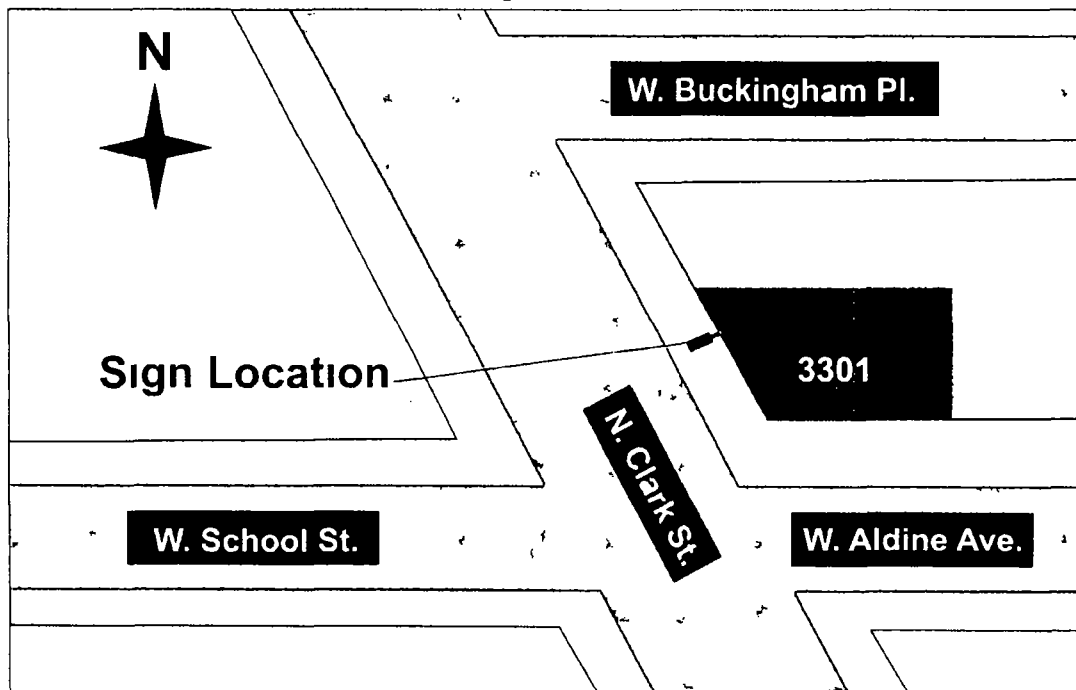 N
W. Buckingham Pl.
Sign Location
3301
N. Clark St.
W. School St.
W. Aldine Ave.